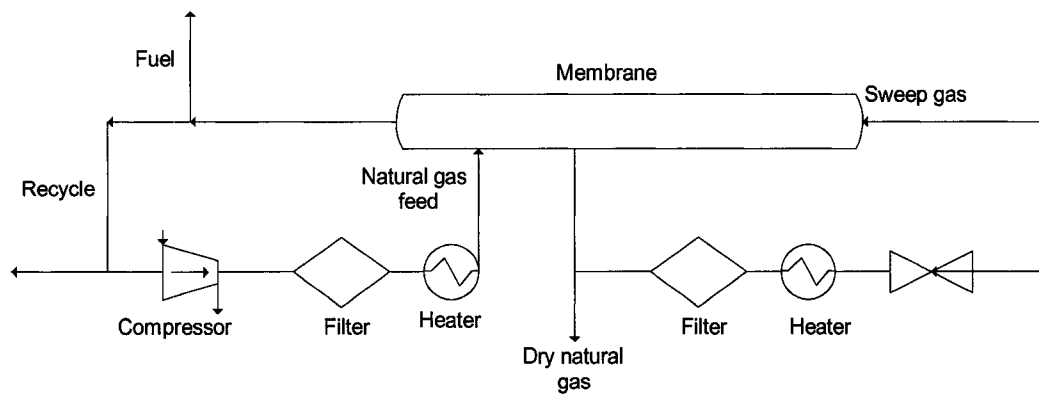 Fuel
Membrane
Sweep gas
Recycle
Natural gas
feed
Compressor
Filter
Heater
Filter
Heater
Dry natural
gas